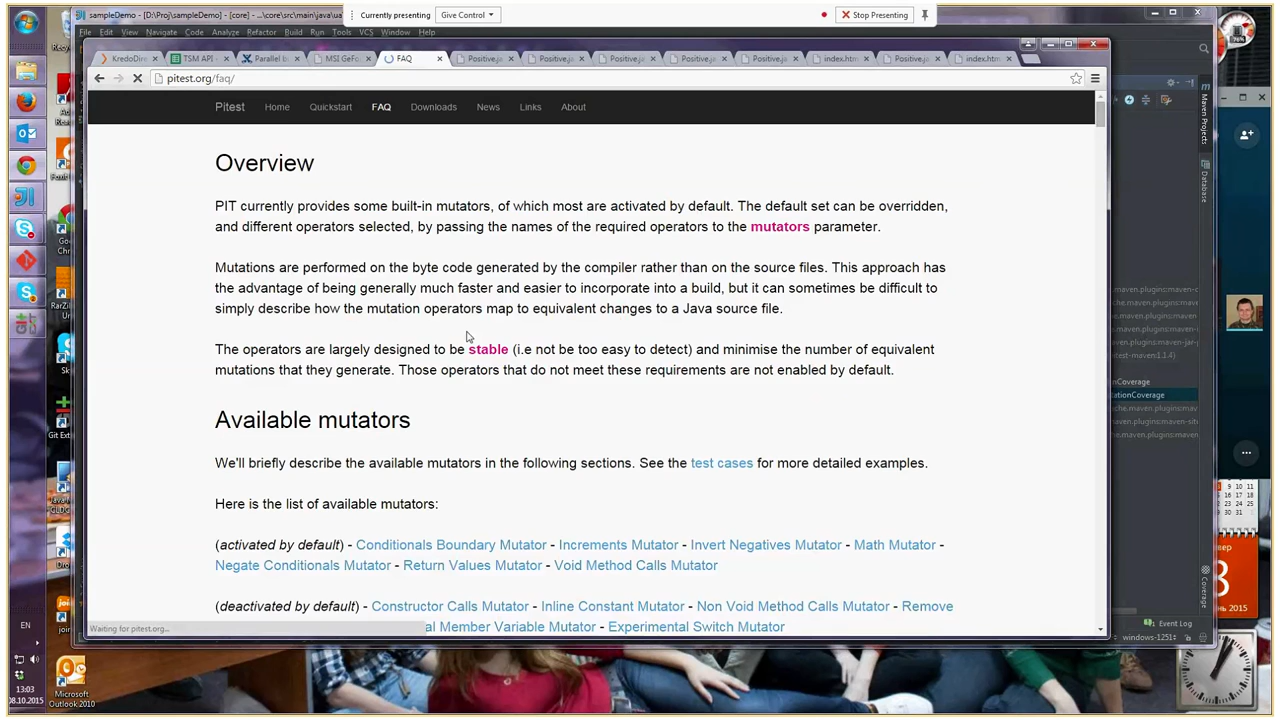 sampleDemo - [D:\Proj\sampleDemo] - [core] - ...\core\src\main\java\ua
Currently presenting
Give Control
Stop Presenting
File Edit View Navigate Code Analyze Refactor Build Run Tools VCS Window Help
KredoDire
TSM API -
Parallel b
MSI GeFo
FAQ
Positive.j
Positive.j
Positive.j
Positive.j
Positive.j
index.htm
Positive.j
index.htm
pitest.org/faq/
Pitest Home Quickstart FAQ Downloads News Links About
Overview
PIT currently provides some built-in mutators, of which most are activated by default. The default set can be overridden,
and different operators selected, by passing the names of the required operators to the mutators parameter.
Mutations are performed on the byte code generated by the compiler rather than on the source files. This approach has
the advantage of being generally much faster and easier to incorporate into a build, but it can sometimes be difficult to
simply describe how the mutation operators map to equivalent changes to a Java source file.
The operators are largely designed to be stable (i.e not be too easy to detect) and minimise the number of equivalent
mutations that they generate. Those operators that do not meet these requirements are not enabled by default.
Available mutators
We'll briefly describe the available mutators in the following sections. See the test cases for more detailed examples.
Here is the list of available mutators:
(activated by default) - Conditionals Boundary Mutator - Increments Mutator - Invert Negatives Mutator - Math Mutator -
Negate Conditionals Mutator - Return Values Mutator - Void Method Calls Mutator
(deactivated by default) - Constructor Calls Mutator - Inline Constant Mutator - Non Void Method Calls Mutator - Remove
al Member Variable Mutator - Experimental Switch Mutator
Waiting for pitest.org...
Maven Projects
Database
Coverage
Event Log
windows-1251
EN
13:03
08.10.2015
Microsoft
Outlook 2010